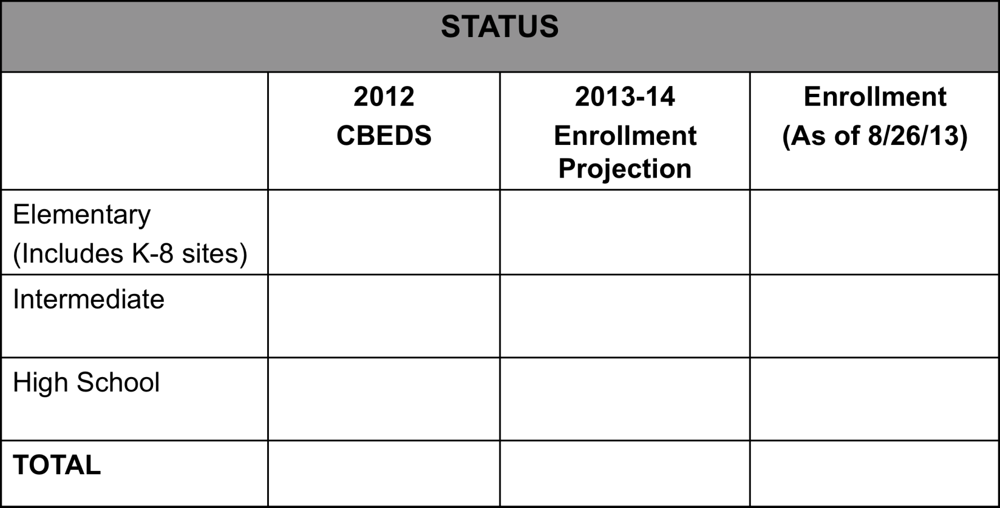 STATUS
2012
CBEDS
2013-14
Enrollment
Projection
Enrollment
(As of 8/26/13)
Elementary
(Includes K-8 sites)
Intermediate
High School
TOTAL